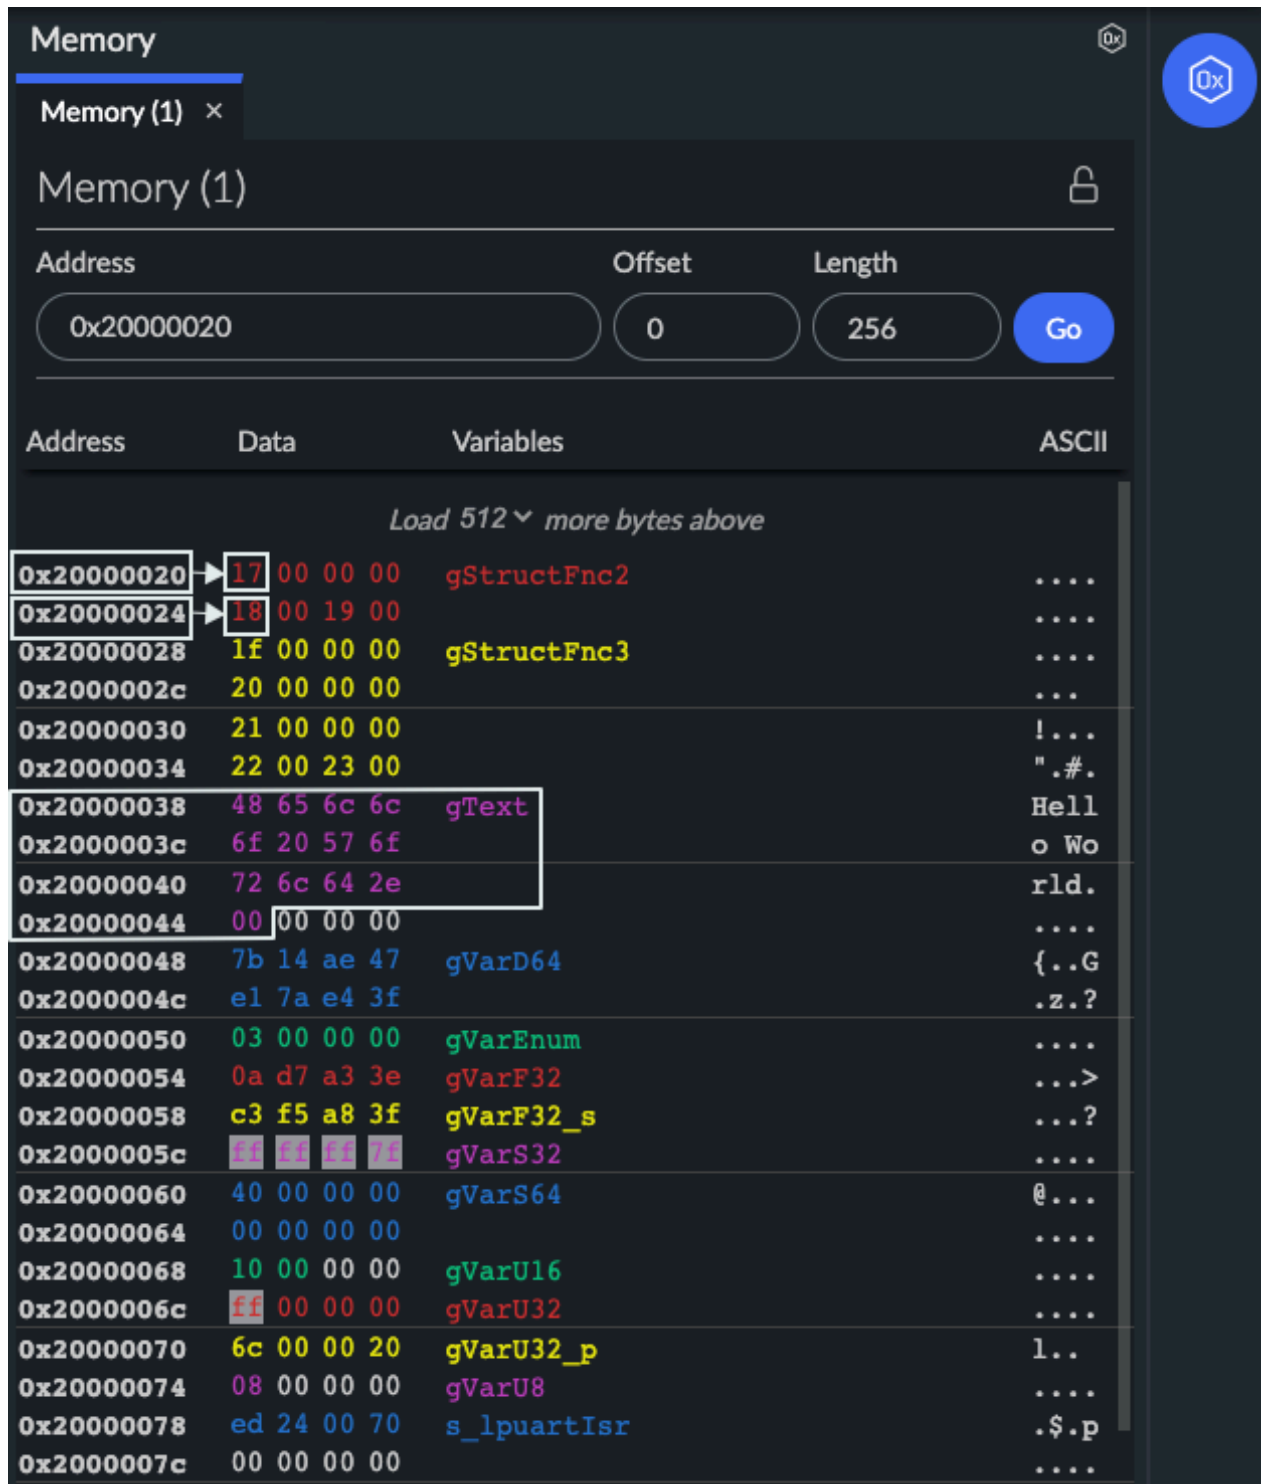 Memory
0x
0x
Memory (1) ×
Memory (1)
Address Offset Length
0x20000020 0 256 Go
Address Data Variables ASCII
Load 512 more bytes above
0x20000020 17 00 00 00 gStructFnc2 ....
0x20000024 18 00 19 00 ....
0x20000028 1f 00 00 00 gStructFnc3 ....
0x2000002c 20 00 00 00 ...
0x20000030 21 00 00 00 !...
0x20000034 22 00 23 00 ".#.
0x20000038 48 65 6c 6c gText Hell
0x2000003c 6f 20 57 6f o Wo
0x20000040 72 6c 64 2e rld.
0x20000044 00 00 00 00 ....
0x20000048 7b 14 ae 47 gVarD64 {..G
0x2000004c e1 7a e4 3f .z.?
0x20000050 03 00 00 00 gVarEnum ....
0x20000054 0a d7 a3 3e gVarF32 ...>
0x20000058 c3 f5 a8 3f gVarF32_s ...?
0x2000005c ff ff ff 7f gVarS32 ....
0x20000060 40 00 00 00 gVarS64 @...
0x20000064 00 00 00 00 ....
0x20000068 10 00 00 00 gVarU16 ....
0x2000006c ff 00 00 00 gVarU32 ....
0x20000070 6c 00 00 20 gVarU32_p l..
0x20000074 08 00 00 00 gVarU8 ....
0x20000078 ed 24 00 70 s_lpuartIsr .$.p
0x2000007c 00 00 00 00 ....